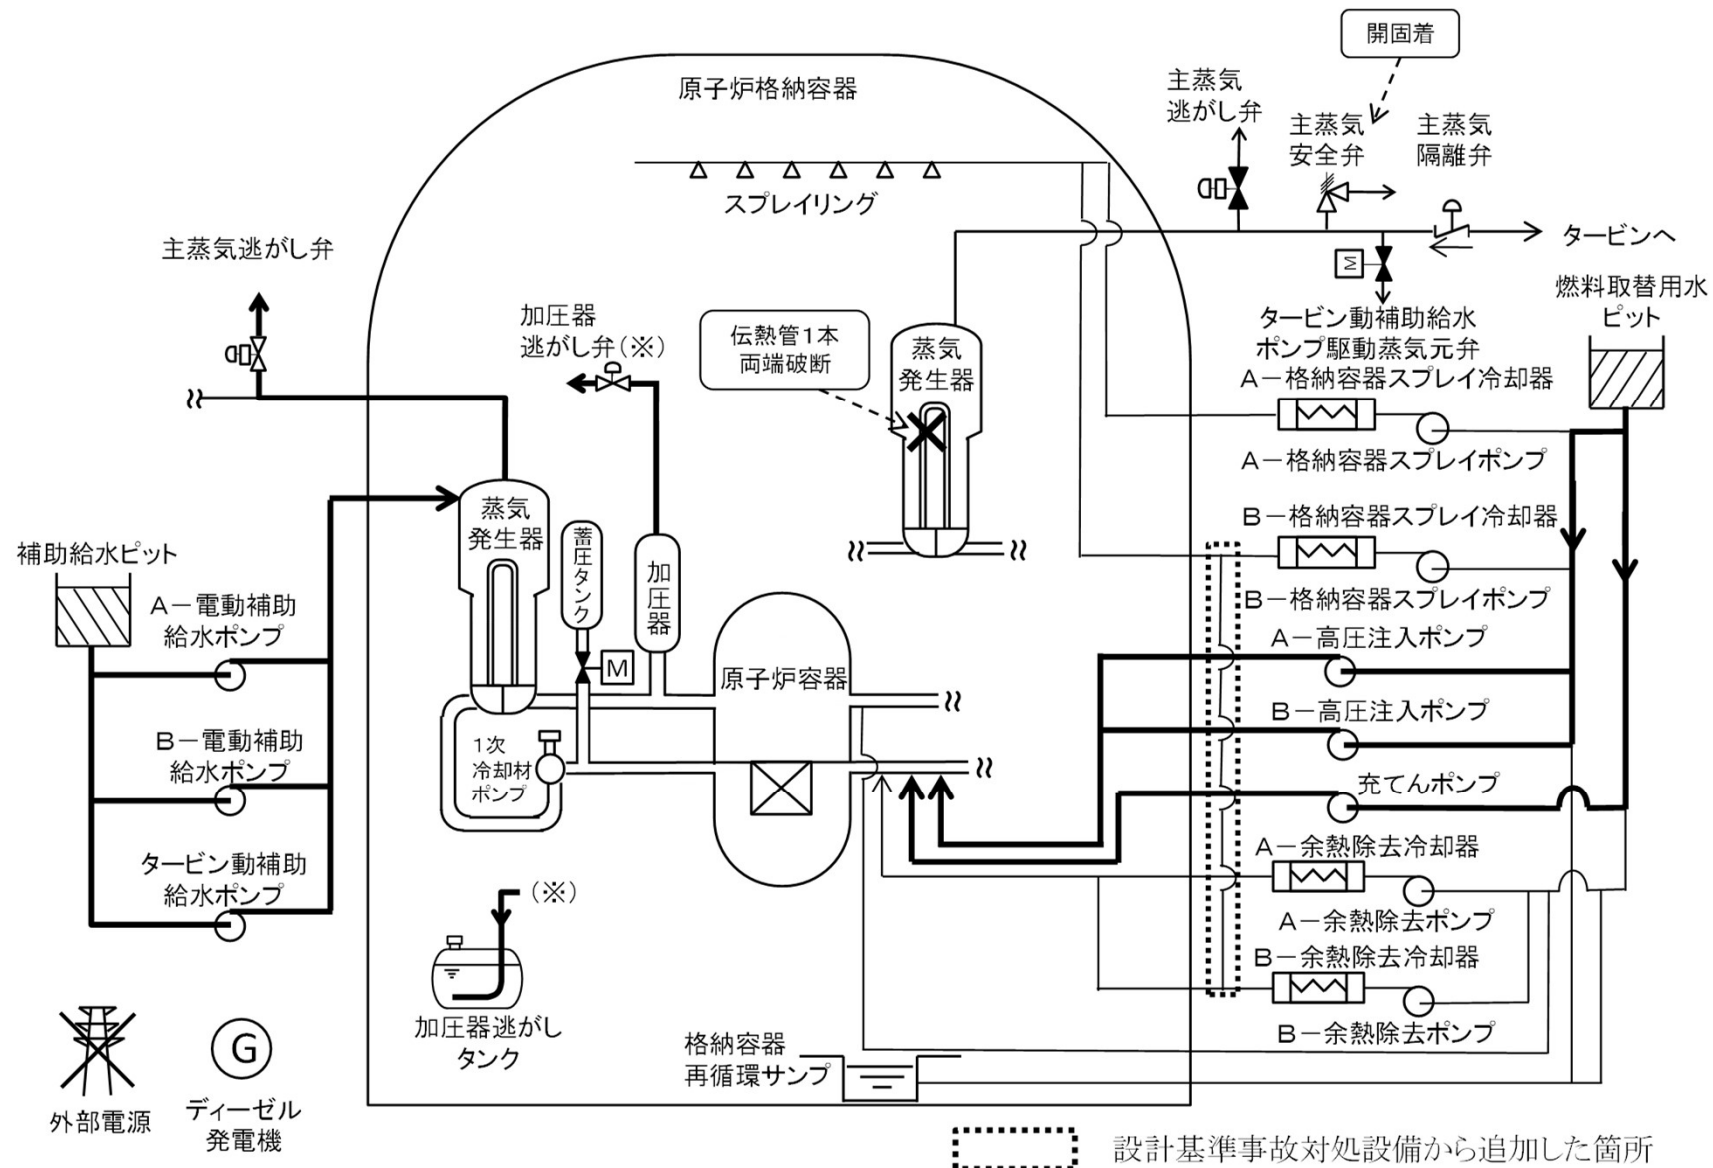 開固着
原子炉格納容器
主蒸気
逃がし弁
主蒸気
安全弁
主蒸気
隔離弁
スプレイリング
主蒸気逃がし弁
タービンへ
M
燃料取替用水
ピット
加圧器
逃がし弁(※)
伝熱管1本
両端破断
蒸気
発生器
タービン動補助給水
ポンプ駆動蒸気元弁
A-格納容器スプレイ冷却器
A-格納容器スプレイポンプ
蒸気
発生器
蓄圧タンク
加圧器
B-格納容器スプレイ冷却器
補助給水ピット
A-電動補助
給水ポンプ
B-格納容器スプレイポンプ
A-高圧注入ポンプ
M
原子炉容器
B-高圧注入ポンプ
B-電動補助
給水ポンプ
1次
冷却材
ポンプ
充てんポンプ
タービン動補助
給水ポンプ
A-余熱除去冷却器
(※)
A-余熱除去ポンプ
B-余熱除去冷却器
加圧器逃がし
タンク
B-余熱除去ポンプ
格納容器
再循環サンプ
G
外部電源
ディーゼル
発電機
設計基準事故対処設備から追加した箇所